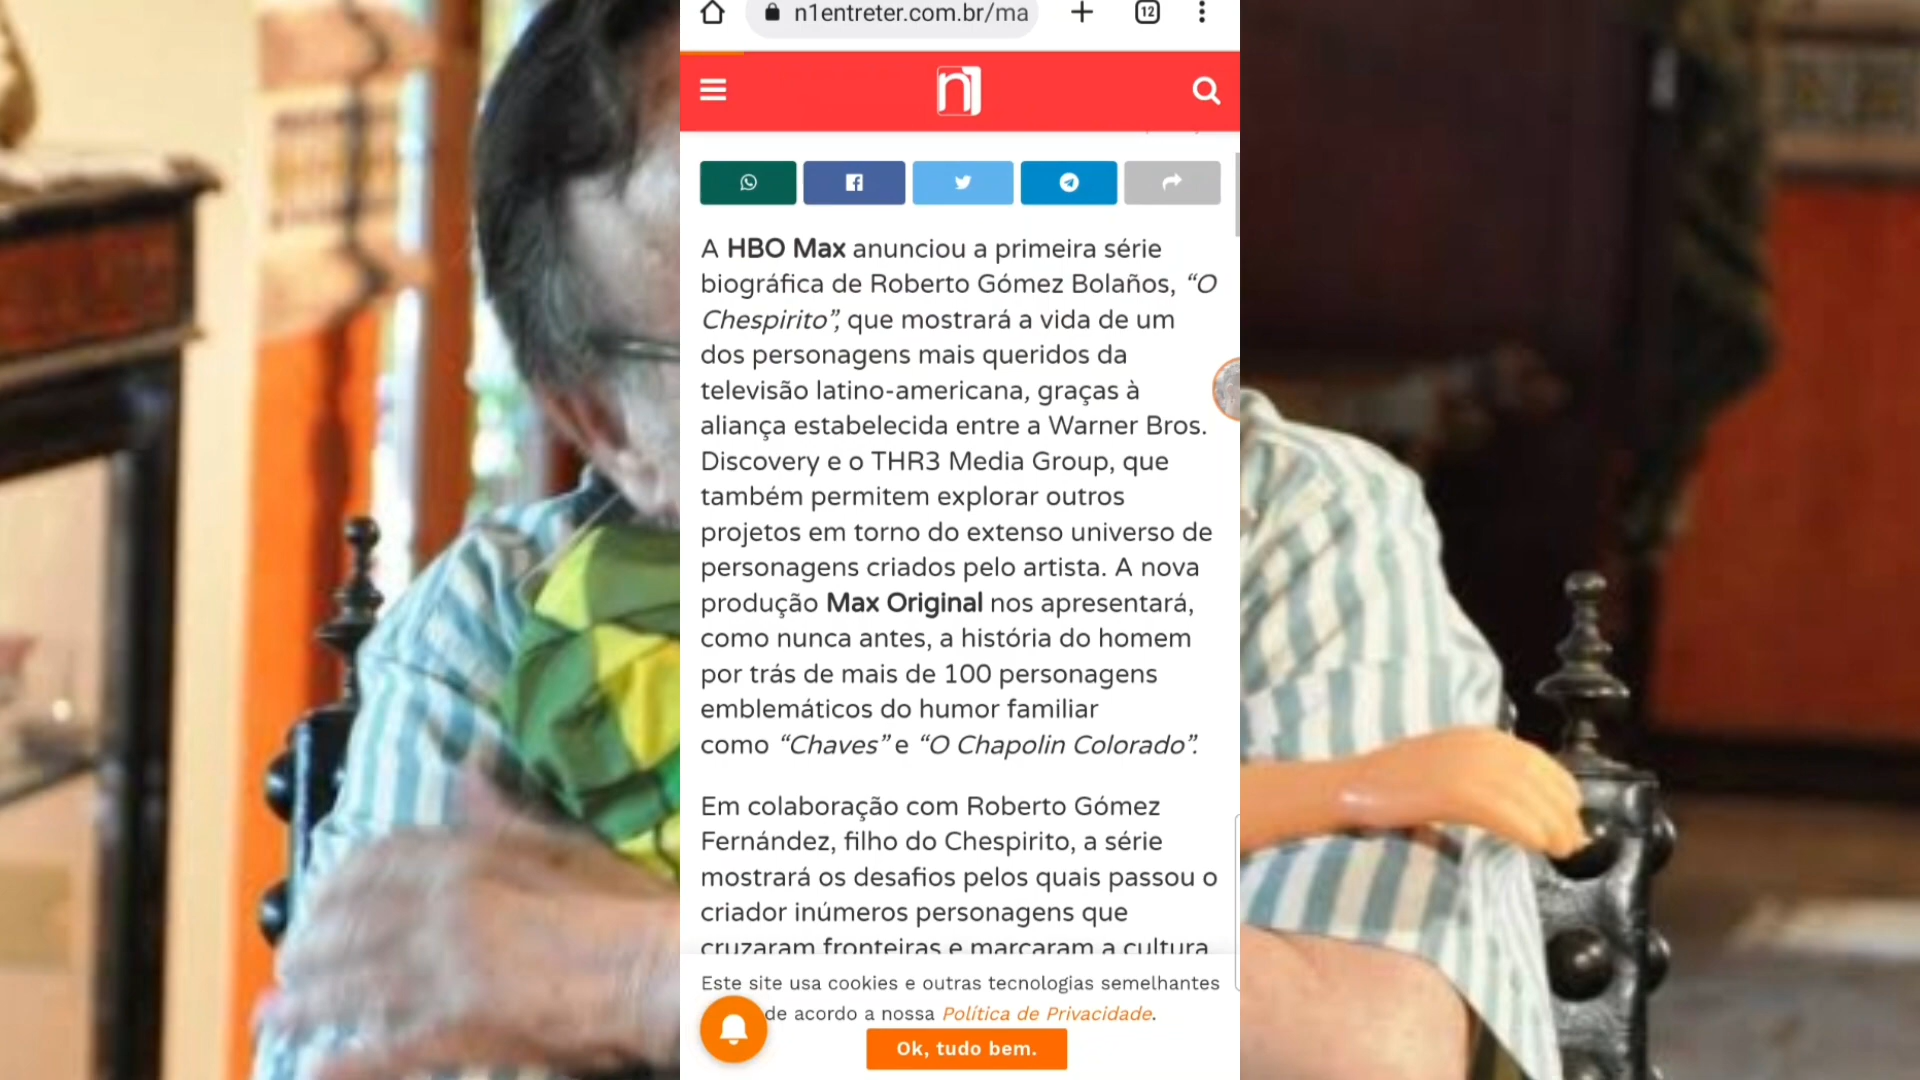 n1entreter.com.br/ma
12
n1
A HBO Max anunciou a primeira série
biográfica de Roberto Gómez Bolaños, “O
Chespirito”, que mostrará a vida de um
dos personagens mais queridos da
televisão latino-americana, graças à
aliança estabelecida entre a Warner Bros.
Discovery e o THR3 Media Group, que
também permitem explorar outros
projetos em torno do extenso universo de
personagens criados pelo artista. A nova
produção Max Original nos apresentará,
como nunca antes, a história do homem
por trás de mais de 100 personagens
emblemáticos do humor familiar
como “Chaves” e “O Chapolin Colorado”.
Em colaboração com Roberto Gómez
Fernández, filho do Chespirito, a série
mostrará os desafios pelos quais passou o
criador inúmeros personagens que
cruzaram fronteiras e marcaram a cultura
Este site usa cookies e outras tecnologias semelhantes
de acordo a nossa Política de Privacidade.
Ok, tudo bem.